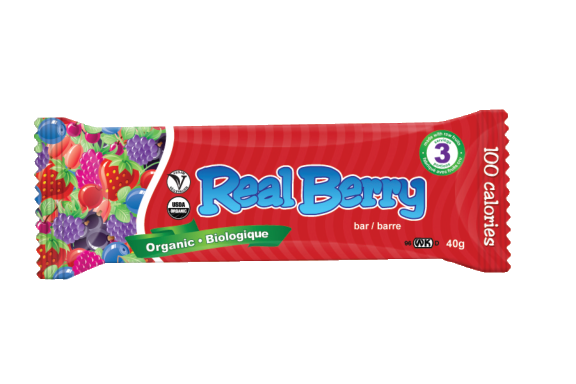 Real Berry
bar / barre
Organic • Biologique
USDA
ORGANIC
3
100 calories
40g